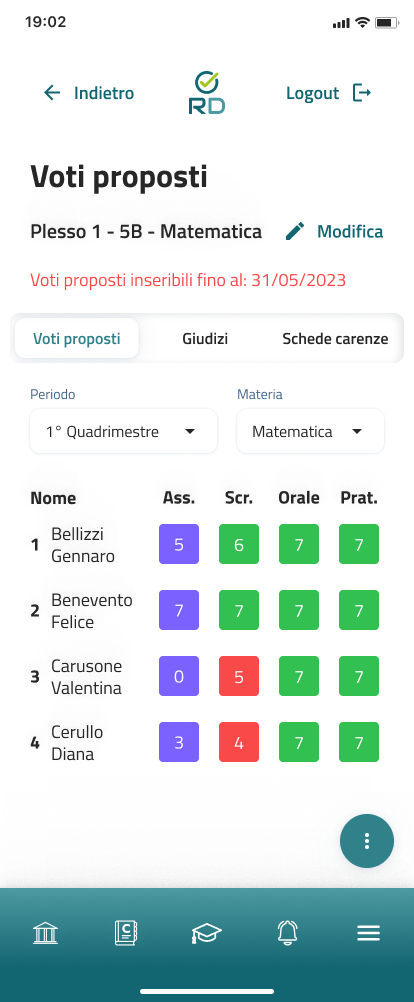 19:02
Indietro
RD
Logout
Voti proposti
Plesso 1 - 5B - Matematica
Modifica
Voti proposti inseribili fino al: 31/05/2023
Voti proposti Giudizi Schede carenze
Periodo Materia
1° Quadrimestre Matematica
Nome Ass. Scr. Orale Prat.
1 Bellizzi Gennaro 5 6 7 7
2 Benevento Felice 7 7 7 7
3 Carusone Valentina 0 5 7 7
4 Cerullo Diana 3 4 7 7
C